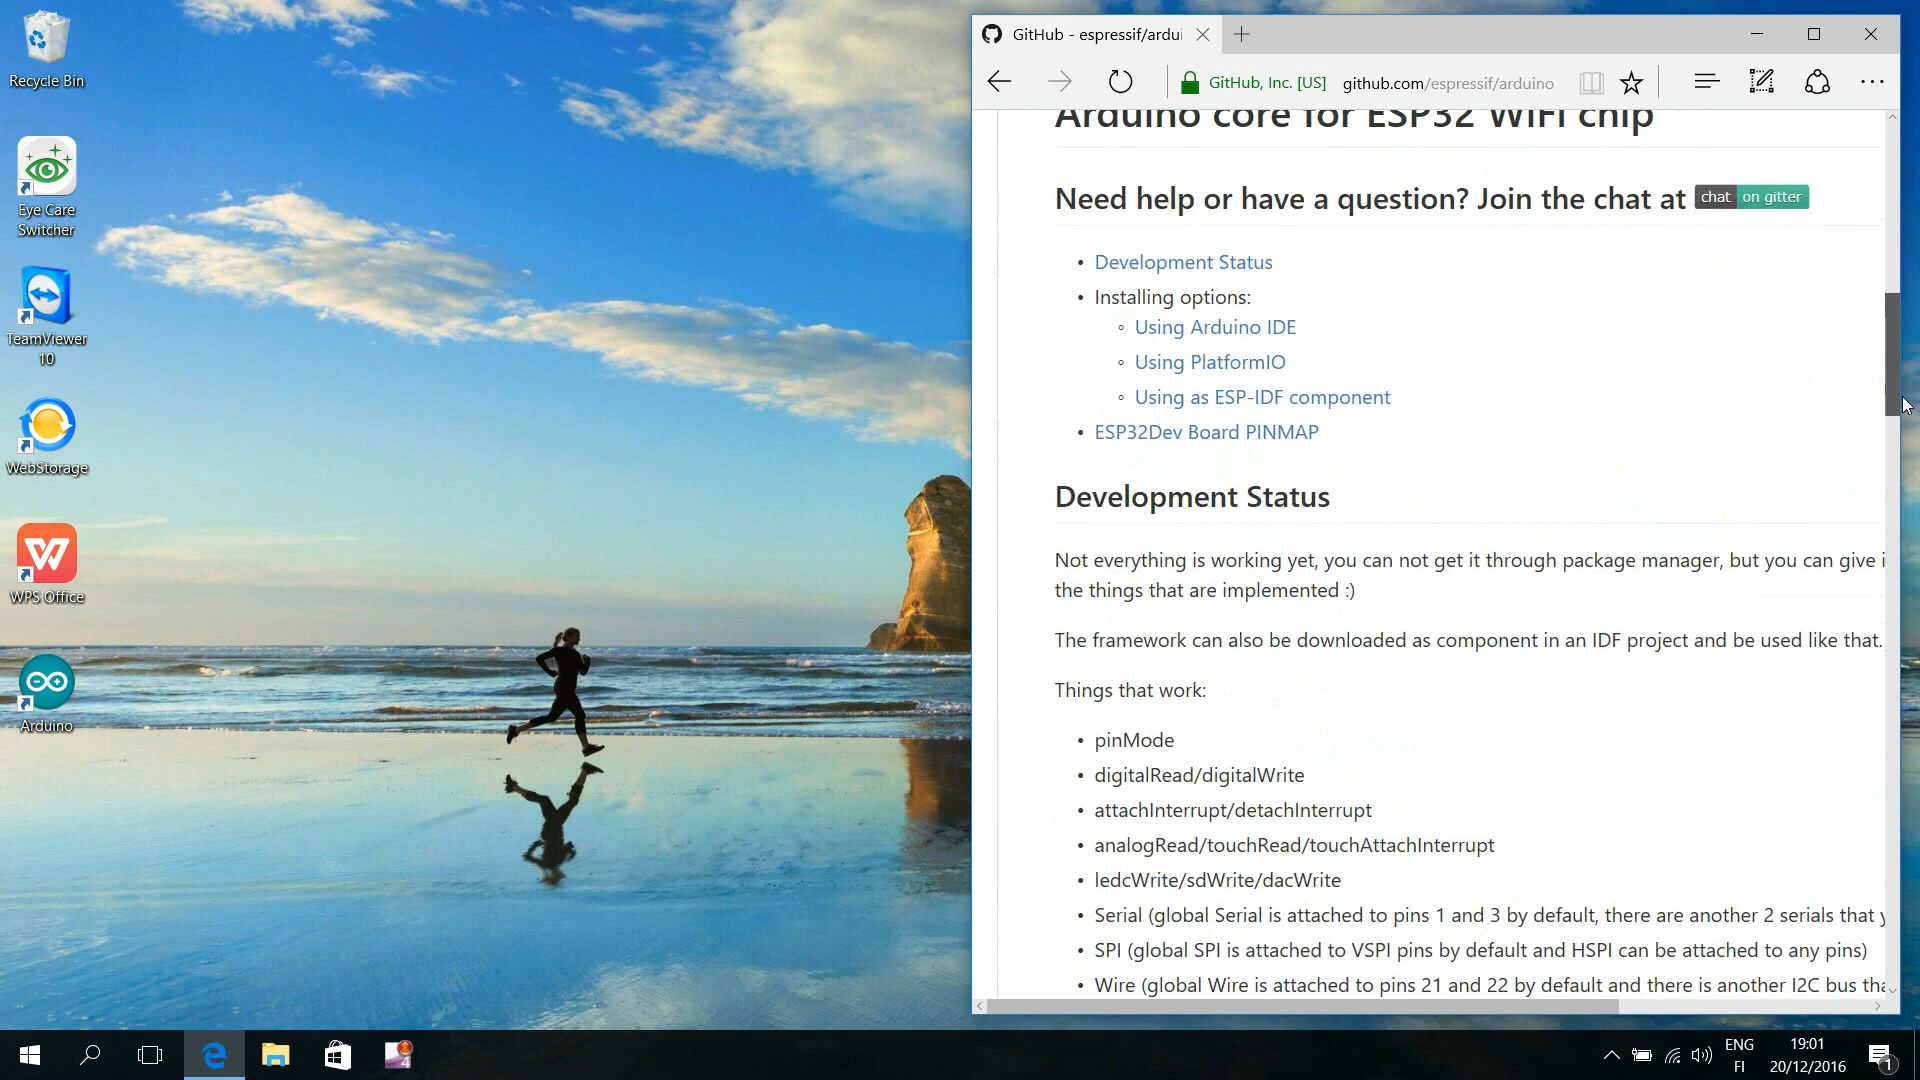 Recycle Bin
Eye Care
Switcher
TeamViewer
10
WebStorage
WPS Office
Arduino
GitHub - espressif/ardui
GitHub, Inc. [US] github.com/espressif/arduino
Arduino core for ESP32 WiFi chip
Need help or have a question? Join the chat at chat on gitter
• Development Status
• Installing options:
◦ Using Arduino IDE
◦ Using PlatformIO
◦ Using as ESP-IDF component
• ESP32Dev Board PINMAP
Development Status
Not everything is working yet, you can not get it through package manager, but you can give i
the things that are implemented :)
The framework can also be downloaded as component in an IDF project and be used like that.
Things that work:
• pinMode
• digitalRead/digitalWrite
• attachInterrupt/detachInterrupt
• analogRead/touchRead/touchAttachInterrupt
• ledcWrite/sdWrite/dacWrite
• Serial (global Serial is attached to pins 1 and 3 by default, there are another 2 serials that y
• SPI (global SPI is attached to VSPI pins by default and HSPI can be attached to any pins)
• Wire (global Wire is attached to pins 21 and 22 by default and there is another I2C bus tha
4
ENG
FI
19:01
20/12/2016
1